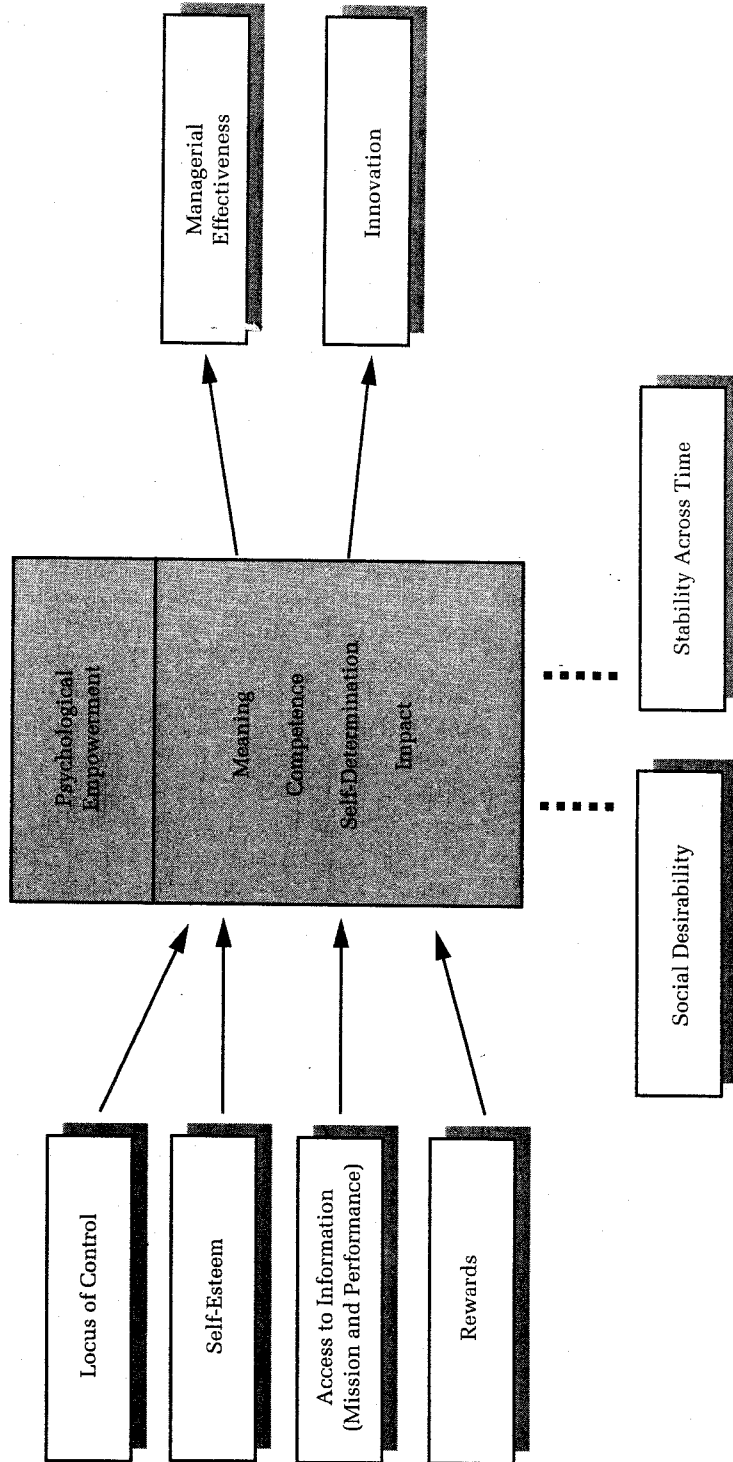 Locus of Control
Self-Esteem
Access to Information
(Mission and Performance)
Rewards
Psychological
Empowerment
Meaning
Competence
Self-Determination
Impact
Managerial
Effectiveness
Innovation
Social Desirability
Stability Across Time